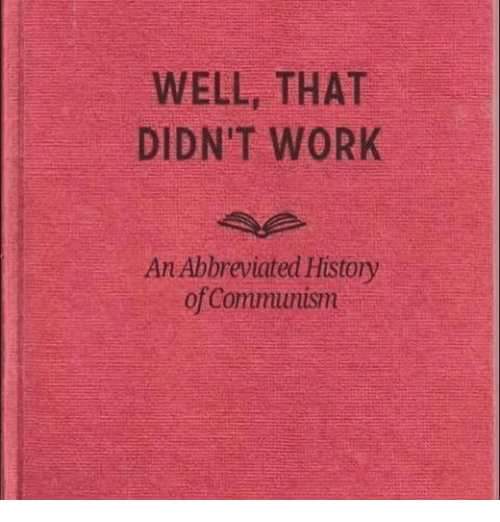 WELL, THAT
DIDN'T WORK
An Abbreviated History
of Communism